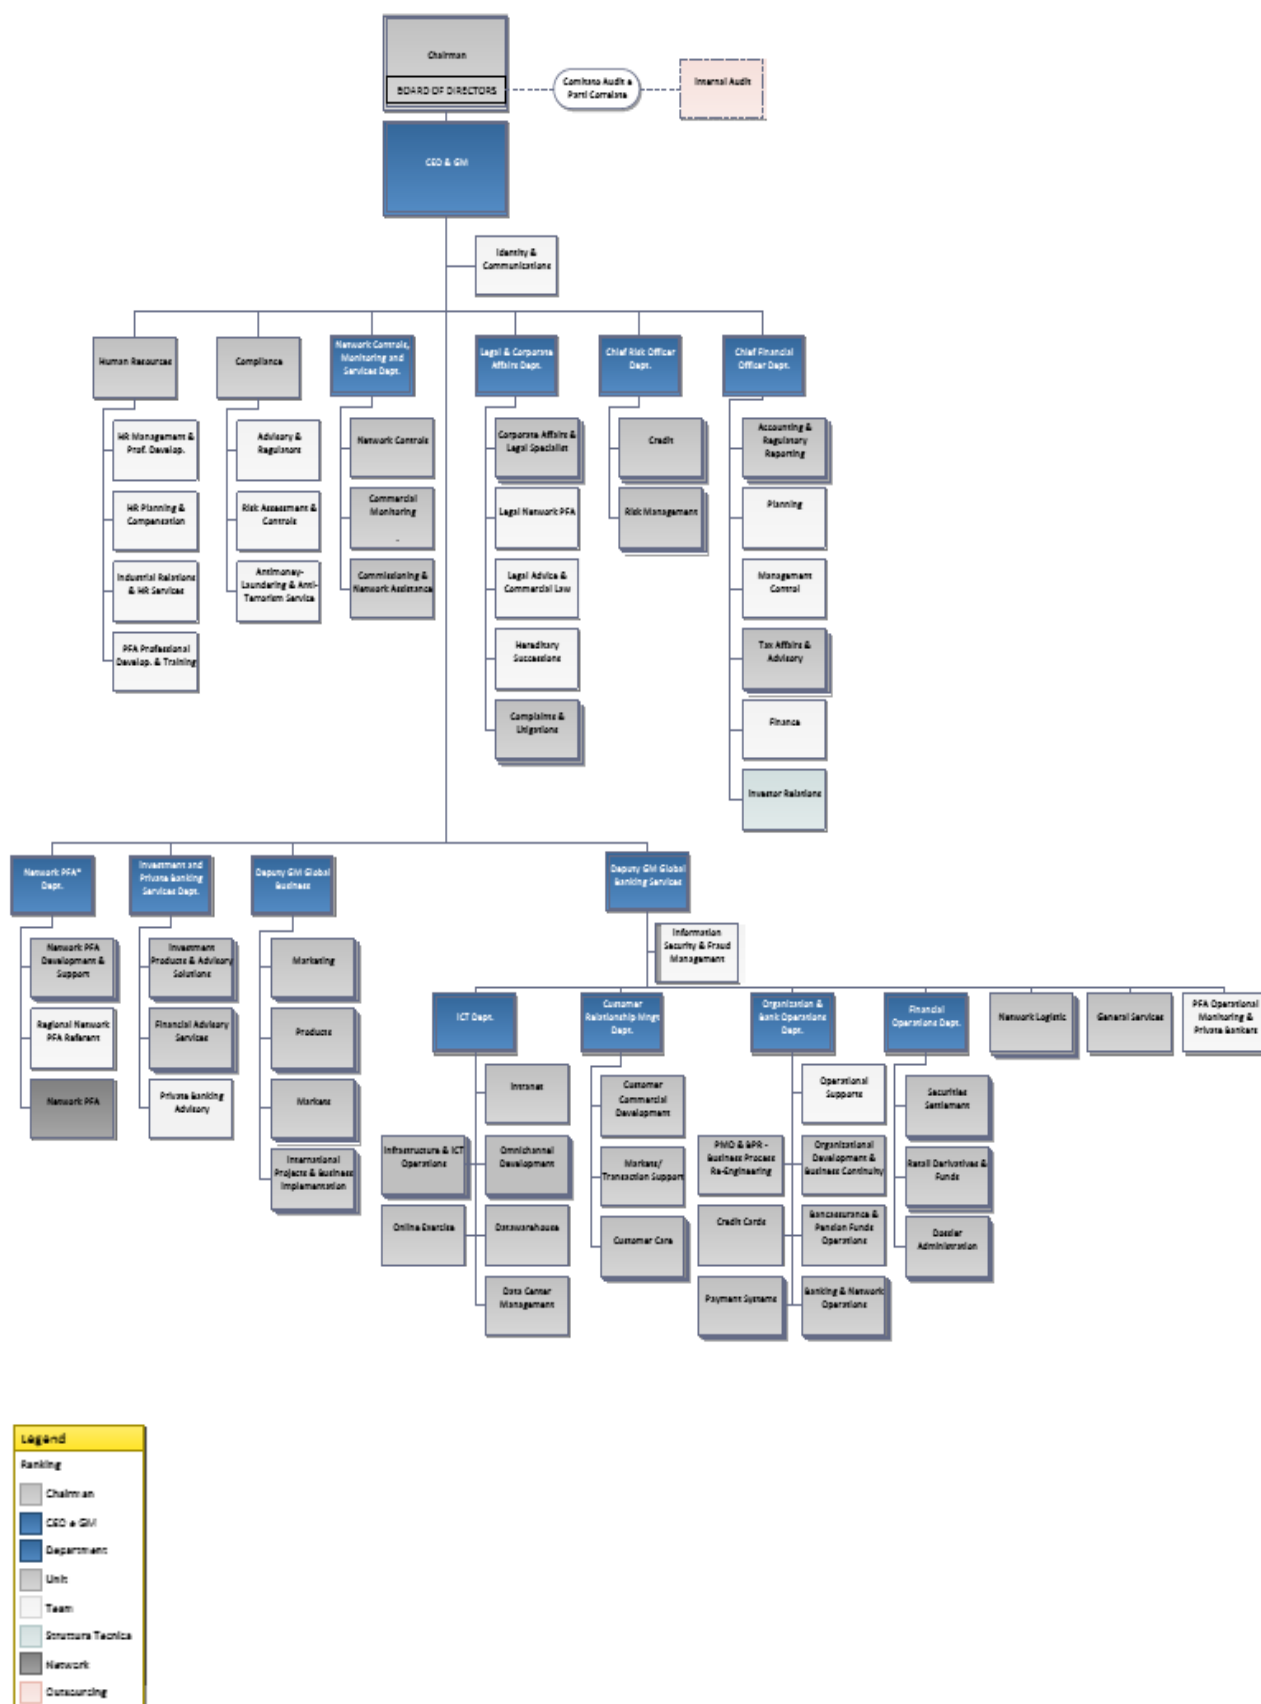 Chairman
BOARD OF DIRECTORS
Comitato Audit e
Parti Correlate
Internal Audit
CEO & GM
Identity &
Communications
Human Resources
Compliance
Network Controls,
Monitoring and
Services Dept.
Legal & Corporate
Affairs Dept.
Chief Risk Officer
Dept.
Chief Financial
Officer Dept.
HR Management &
Prof. Develop.
HR Planning &
Compensation
Industrial Relations
& HR Services
PFA Professional
Develop. & Training
Advisory &
Regulators
Risk Assessment &
Controls
Antimoney-
Laundering & Anti-
Terrorism Service
Network Controls
Commercial
Monitoring
Commissioning &
Network Assistance
Corporate Affairs &
Legal Specialist
Legal Network PFA
Legal Advice &
Commercial Law
Hereditary
Successions
Complaints &
Litigations
Credit
Risk Management
Accounting &
Regulatory
Reporting
Planning
Management
Control
Tax Affairs &
Advisory
Finance
Investor Relations
Network PFA*
Dept.
Investment and
Private Banking
Services Dept.
Deputy GM Global
Business
Deputy GM Global
Banking Services
Network PFA
Development &
Support
Regional Network
PFA Referent
Network PFA
Investment
Products & Advisory
Solutions
Financial Advisory
Services
Private Banking
Advisory
Marketing
Products
Markets
International
Projects & Business
Implementation
Information
Security & Fraud
Management
ICT Dept.
Customer
Relationship Mngt
Dept.
Organization &
Bank Operations
Dept.
Financial
Operations Dept.
Network Logistic
General Services
PFA Operational
Monitoring &
Private Bankers
Intranet
Infrastructure & ICT
Operations
Omnichannel
Development
Online Exercise
Datawarehouse
Data Center
Management
Customer
Commercial
Development
Markets/
Transaction Support
Customer Care
Operational
Supports
PMO & BPR -
Business Process
Re-Engineering
Organizational
Development &
Business Continuity
Credit Cards
Bancassurance &
Pension Funds
Operations
Payment Systems
Banking & Network
Operations
Securities
Settlement
Retail Derivatives &
Funds
Dossier
Administration
Legend
Ranking
Chairman
CEO e GM
Department
Unit
Team
Struttura Tecnica
Network
Outsourcing